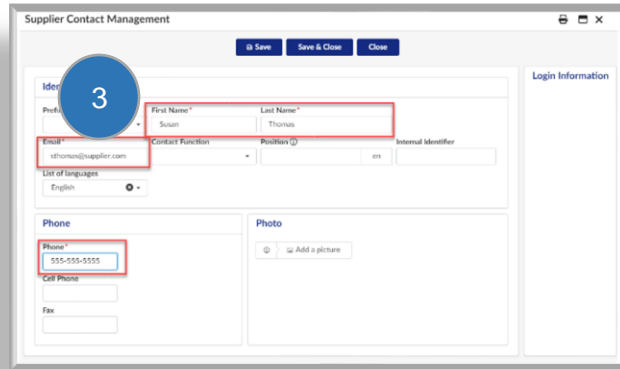 Supplier Contact Management
Save Save & Close Close
Login Information
3
First Name* Last Name*
Susan Thomas
Email* Contact Function Position Internal Identifier
sthomas@supplier.com en
List of languages
English
Phone Photo
Phone*
555-555-5555 Add a picture
Cell Phone
Fax